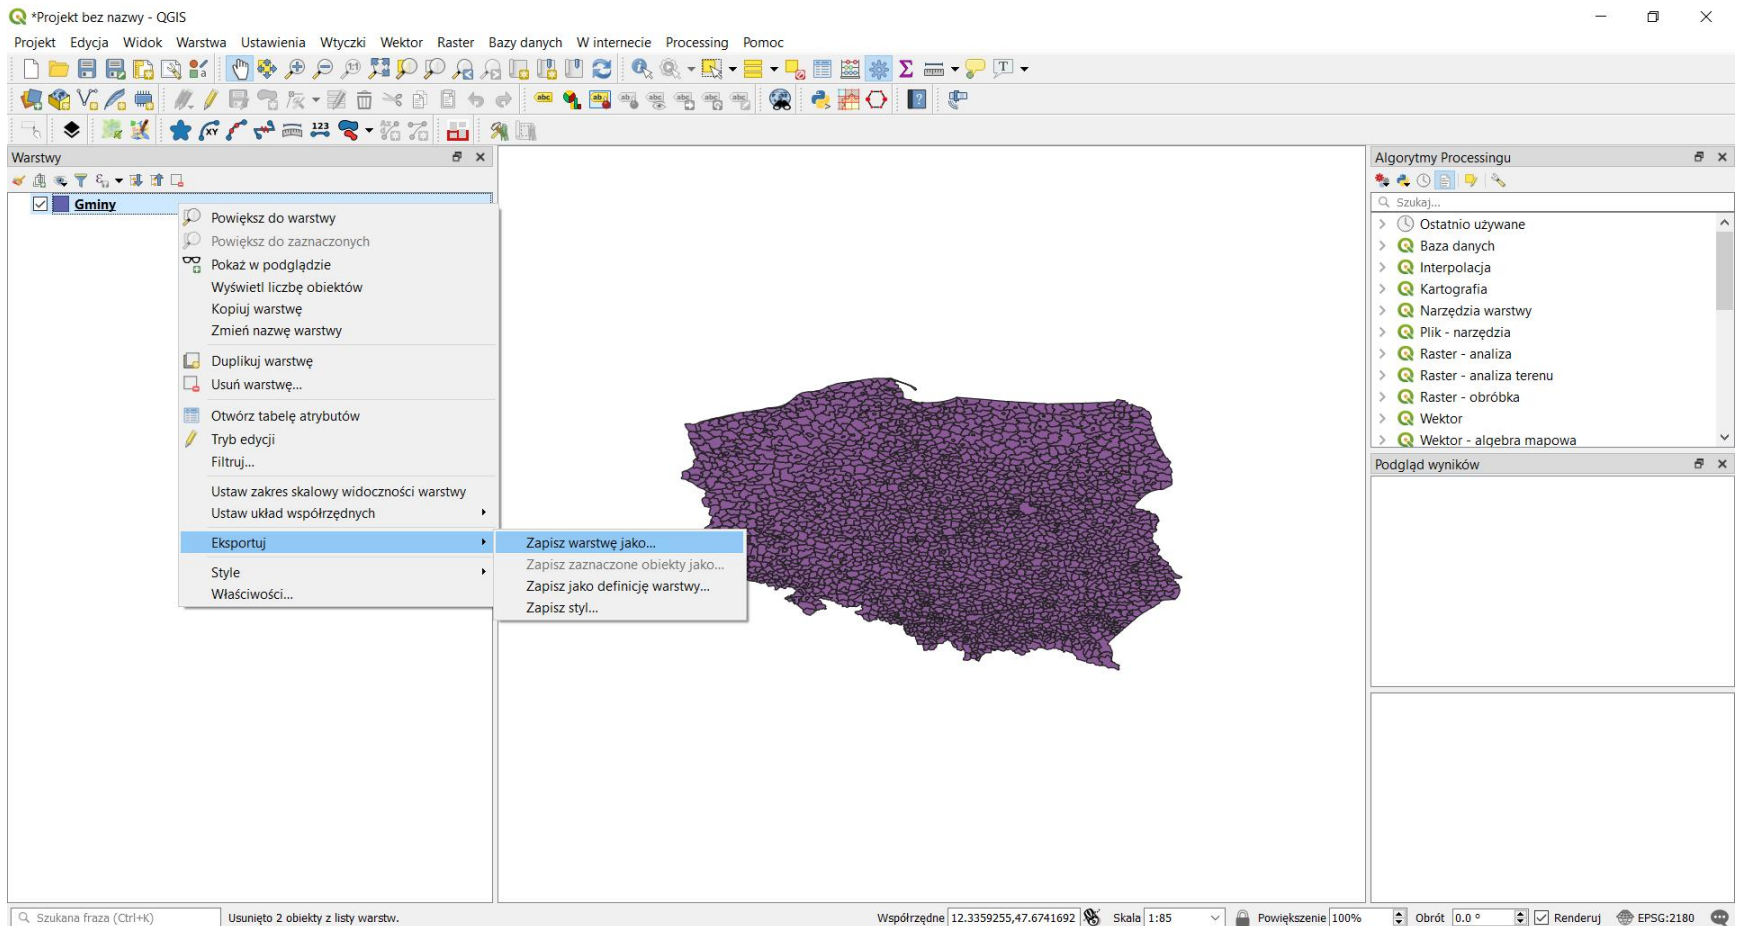 *Projekt bez nazwy - QGIS
Projekt Edycja Widok Warstwa Ustawienia Wtyczki Wektor Raster Bazy danych W internecie Processing Pomoc
Warstwy
Gminy
Powiększ do warstwy
Powiększ do zaznaczonych
Pokaż w podglądzie
Wyświetl liczbę obiektów
Kopiuj warstwę
Zmień nazwę warstwy
Duplikuj warstwę
Usuń warstwę...
Otwórz tabelę atrybutów
Tryb edycji
Filtruj...
Ustaw zakres skalowy widoczności warstwy
Ustaw układ współrzędnych
Eksportuj
Style
Właściwości...
Zapisz warstwę jako...
Zapisz zaznaczone obiekty jako...
Zapisz jako definicję warstwy...
Zapisz styl...
Algorytmy Processingu
Szukaj...
Ostatnio używane
Baza danych
Interpolacja
Kartografia
Narzędzia warstwy
Plik - narzędzia
Raster - analiza
Raster - analiza terenu
Raster - obróbka
Wektor
Wektor - algebra mapowa
Podgląd wyników
Szukana fraza (Ctrl+K) Usunięto 2 obiekty z listy warstw. Współrzędne 12.3359255,47.6741692 Skala 1:85 Powiększenie 100% Obrót 0.0 ° Renderuj EPSG:2180